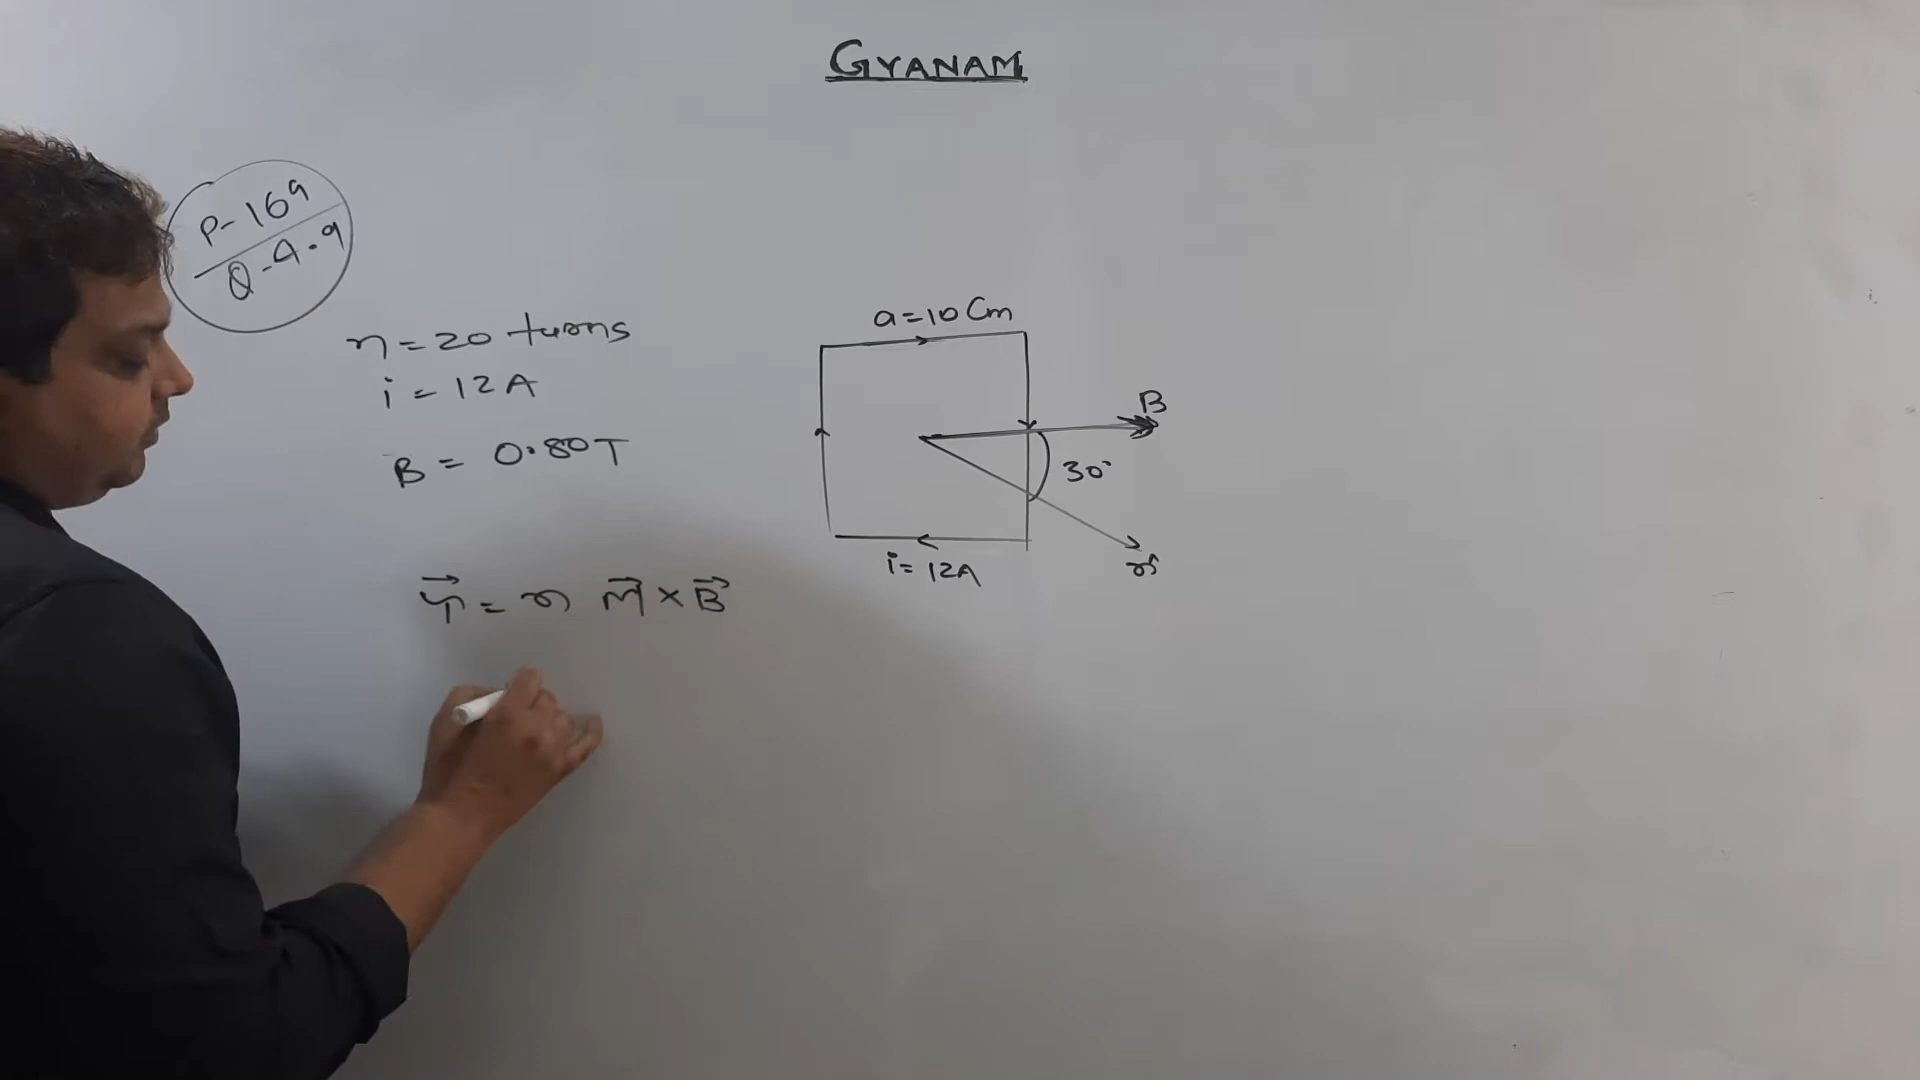 GYANAM
P-169
Q-4.9
n = 20 turns
i = 12A
B = 0.80T
a=10 Cm
B
30°
n̂
i= 12A
τ⃗ = n M⃗ × B⃗